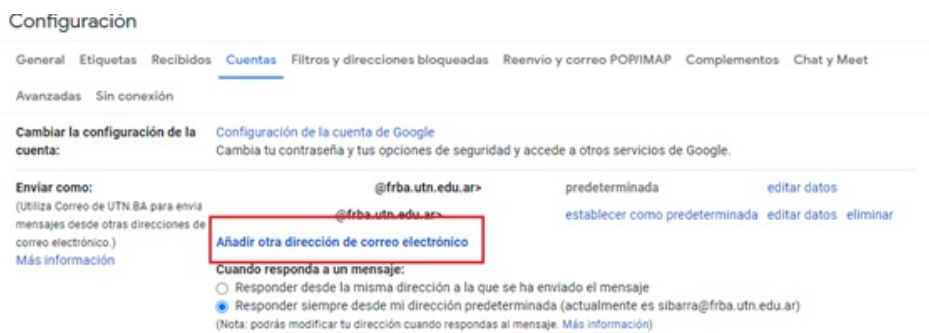 Configuración
General Etiquetas Recibidos Cuentas Filtros y direcciones bloqueadas Reenvío y correo POP/IMAP Complementos Chat y Meet
Avanzadas Sin conexión
Cambiar la configuración de la cuenta:
Configuración de la cuenta de Google
Cambia tu contraseña y tus opciones de seguridad y accede a otros servicios de Google.
Enviar como:
(Utiliza Correo de UTN.BA para envia
mensajes desde otras direcciones de
correo electrónico.)
Más información
@frba.utn.edu.ar> predeterminada editar datos
@frba.utn.edu.ar> establecer como predeterminada editar datos eliminar
Añadir otra dirección de correo electrónico
Cuando responda a un mensaje:
Responder desde la misma dirección a la que se ha enviado el mensaje
Responder siempre desde mi dirección predeterminada (actualmente es sibarra@frba.utn.edu.ar)
(Nota: podrás modificar tu dirección cuando respondas al mensaje. Más información)